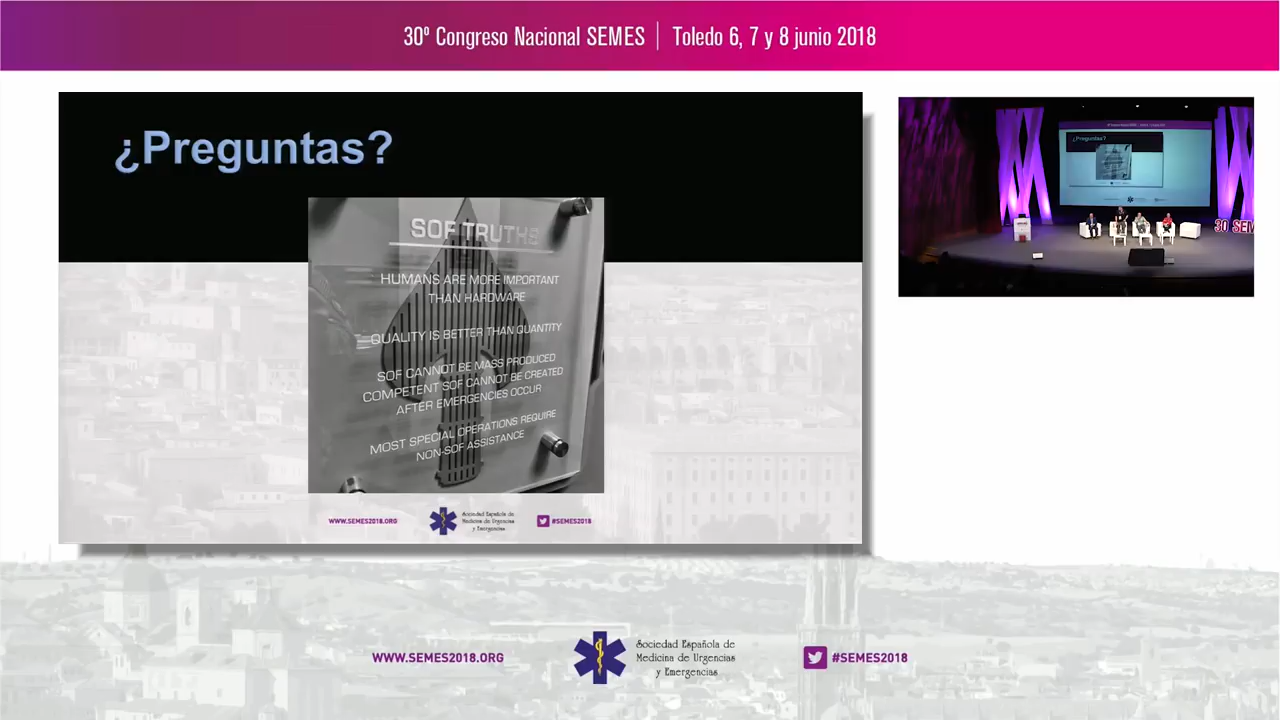 30º Congreso Nacional SEMES | Toledo 6, 7 y 8 junio 2018
¿Preguntas?
SOF TRUTHS
HUMANS ARE MORE IMPORTANT
THAN HARDWARE
QUALITY IS BETTER THAN QUANTITY
SOF CANNOT BE MASS PRODUCED
COMPETENT SOF CANNOT BE CREATED
AFTER EMERGENCIES OCCUR
MOST SPECIAL OPERATIONS REQUIRE
NON-SOF ASSISTANCE
WWW.SEMES2018.ORG
Sociedad Española de
Medicina de Urgencias
y Emergencias
#SEMES2018
¿Preguntas?
30 SEM
WWW.SEMES2018.ORG
Sociedad Española de
Medicina de Urgencias
y Emergencias
#SEMES2018